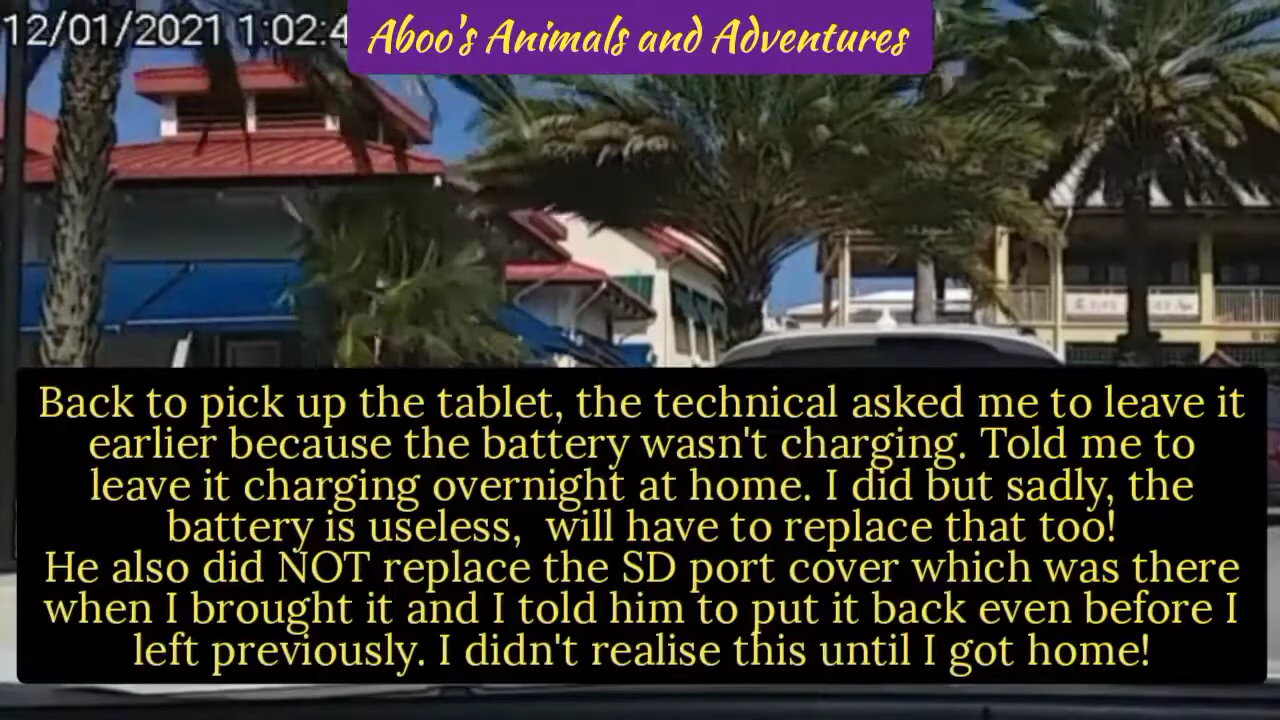 12/01/2021 1:02:4
Aboo's Animals and Adventures
Back to pick up the tablet, the technical asked me to leave it
earlier because the battery wasn't charging. Told me to
leave it charging overnight at home. I did but sadly, the
battery is useless,  will have to replace that too!
He also did NOT replace the SD port cover which was there
when I brought it and I told him to put it back even before I
left previously. I didn't realise this until I got home!